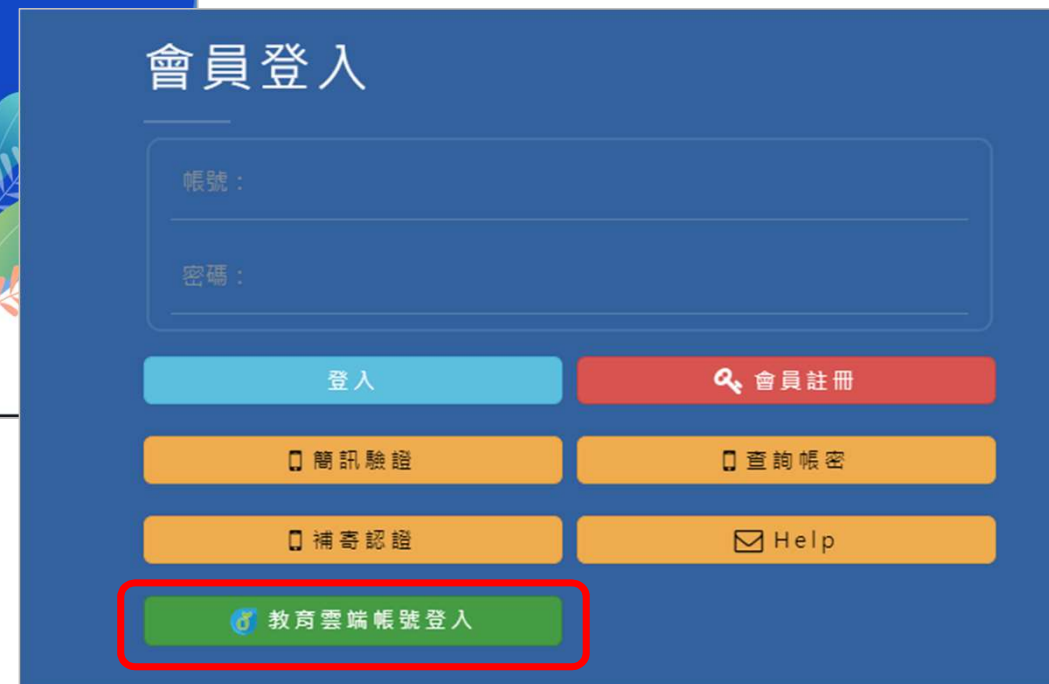 會員登入
帳號：
密碼：
登入
會員註冊
簡訊驗證
查詢帳密
補寄認證
Help
教育雲端帳號登入